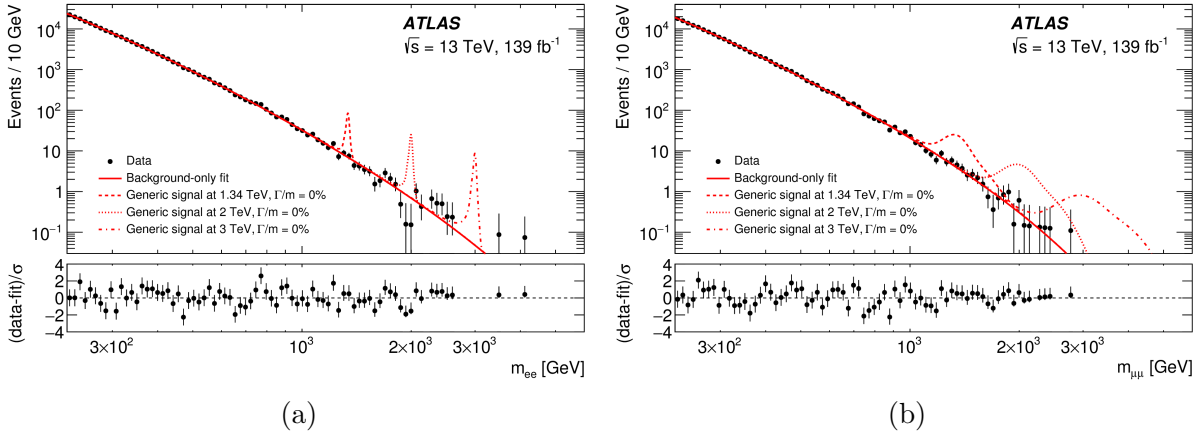 Events / 10 GeV
10⁴
10³
10²
10
1
10⁻¹
ATLAS
√s = 13 TeV, 139 fb⁻¹
Data
Background-only fit
Generic signal at 1.34 TeV, Γ/m = 0%
Generic signal at 2 TeV, Γ/m = 0%
Generic signal at 3 TeV, Γ/m = 0%
(data-fit)/σ
4
2
0
−2
−4
3×10² 10³ 2×10³ 3×10³
m_ee [GeV]
(a)
Events / 10 GeV
10⁴
10³
10²
10
1
10⁻¹
ATLAS
√s = 13 TeV, 139 fb⁻¹
Data
Background-only fit
Generic signal at 1.34 TeV, Γ/m = 0%
Generic signal at 2 TeV, Γ/m = 0%
Generic signal at 3 TeV, Γ/m = 0%
(data-fit)/σ
4
2
0
−2
−4
3×10² 10³ 2×10³ 3×10³
m_μμ [GeV]
(b)